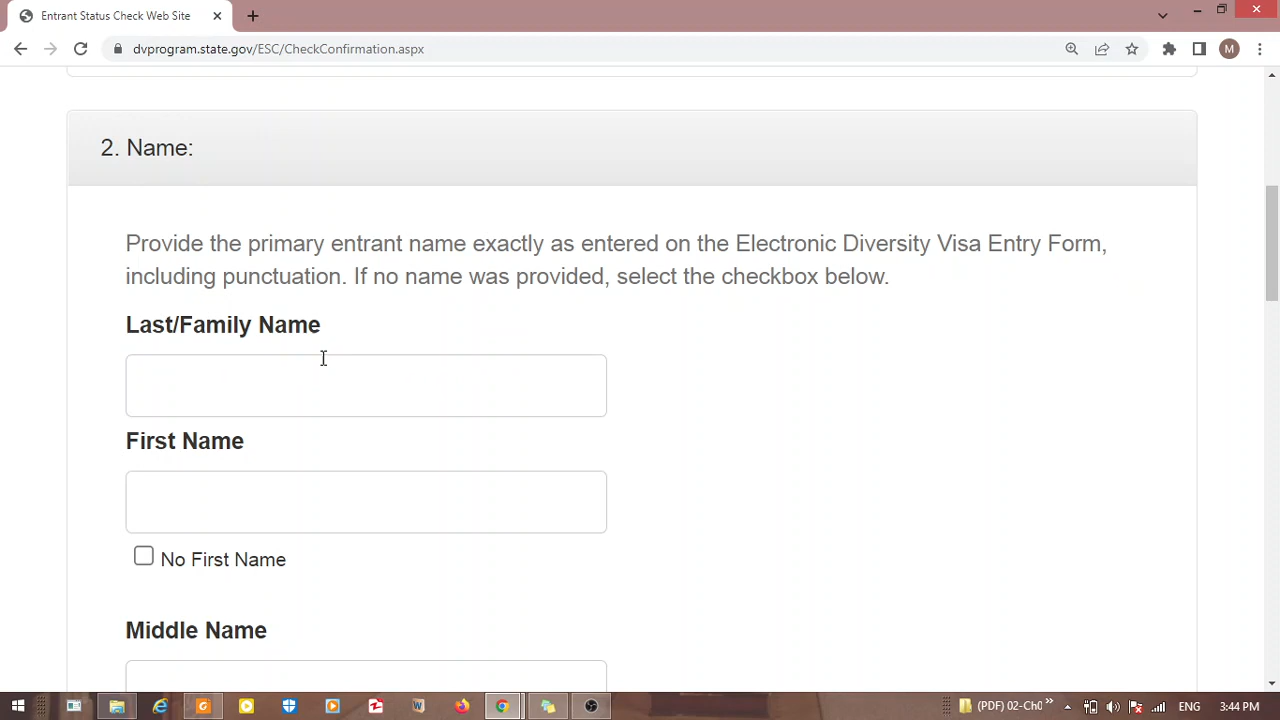 Entrant Status Check Web Site
dvprogram.state.gov/ESC/CheckConfirmation.aspx
M
2. Name:
Provide the primary entrant name exactly as entered on the Electronic Diversity Visa Entry Form,
including punctuation. If no name was provided, select the checkbox below.
Last/Family Name
First Name
No First Name
Middle Name
(PDF) 02-Ch0
ENG
3:44 PM